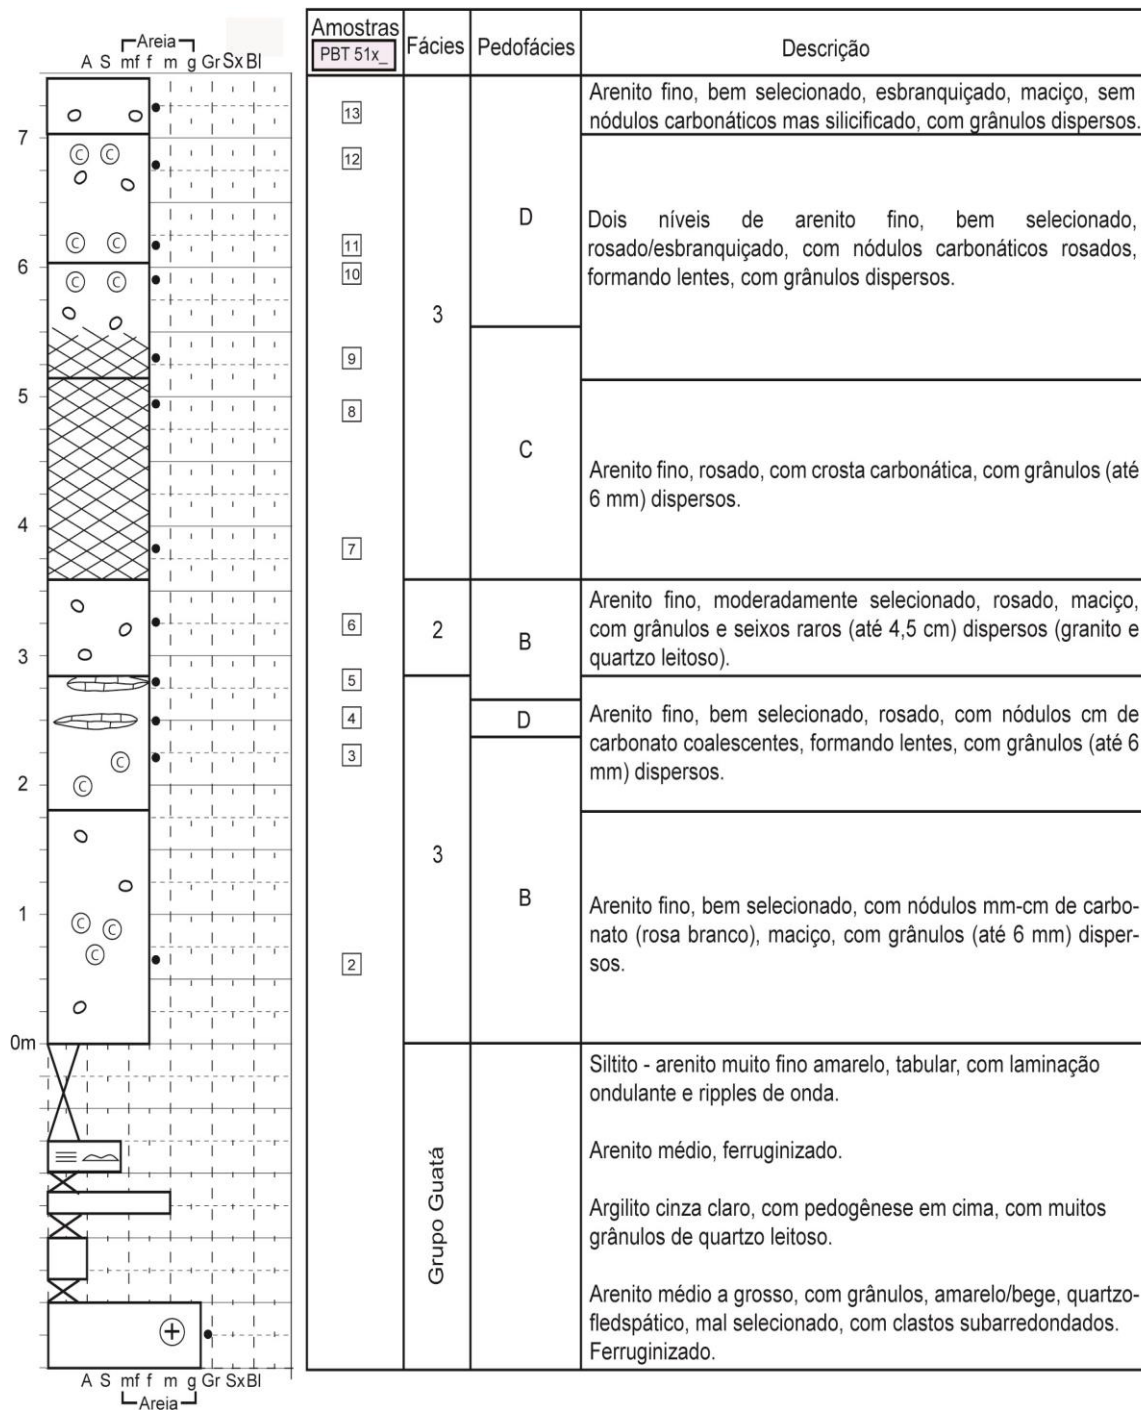 Areia
A S mf f m g Gr Sx Bl
Amostras
PBT 51x_
Fácies
Pedofácies
Descrição
13
Arenito fino, bem selecionado, esbranquiçado, maciço, sem
nódulos carbonáticos mas silicificado, com grânulos dispersos.
7
C C
12
D
Dois níveis de arenito fino, bem selecionado,
rosado/esbranquiçado, com nódulos carbonáticos rosados,
formando lentes, com grânulos dispersos.
C C
11
6
C C
10
3
9
5
8
C
Arenito fino, rosado, com crosta carbonática, com grânulos (até
6 mm) dispersos.
4
7
Arenito fino, moderadamente selecionado, rosado, maciço,
com grânulos e seixos raros (até 4,5 cm) dispersos (granito e
quartzo leitoso).
6
2
B
3
5
4
D
Arenito fino, bem selecionado, rosado, com nódulos cm de
carbonato coalescentes, formando lentes, com grânulos (até 6
mm) dispersos.
C
3
2
C
3
B
1
C C
C
2
Arenito fino, bem selecionado, com nódulos mm-cm de carbo-
nato (rosa branco), maciço, com grânulos (até 6 mm) disper-
sos.
0m
Grupo Guatá
Siltito - arenito muito fino amarelo, tabular, com laminação
ondulante e ripples de onda.
Arenito médio, ferruginizado.
Argilito cinza claro, com pedogênese em cima, com muitos
grânulos de quartzo leitoso.
Arenito médio a grosso, com grânulos, amarelo/bege, quartzo-
fledspático, mal selecionado, com clastos subarredondados.
Ferruginizado.
A S mf f m g Gr Sx Bl
Areia